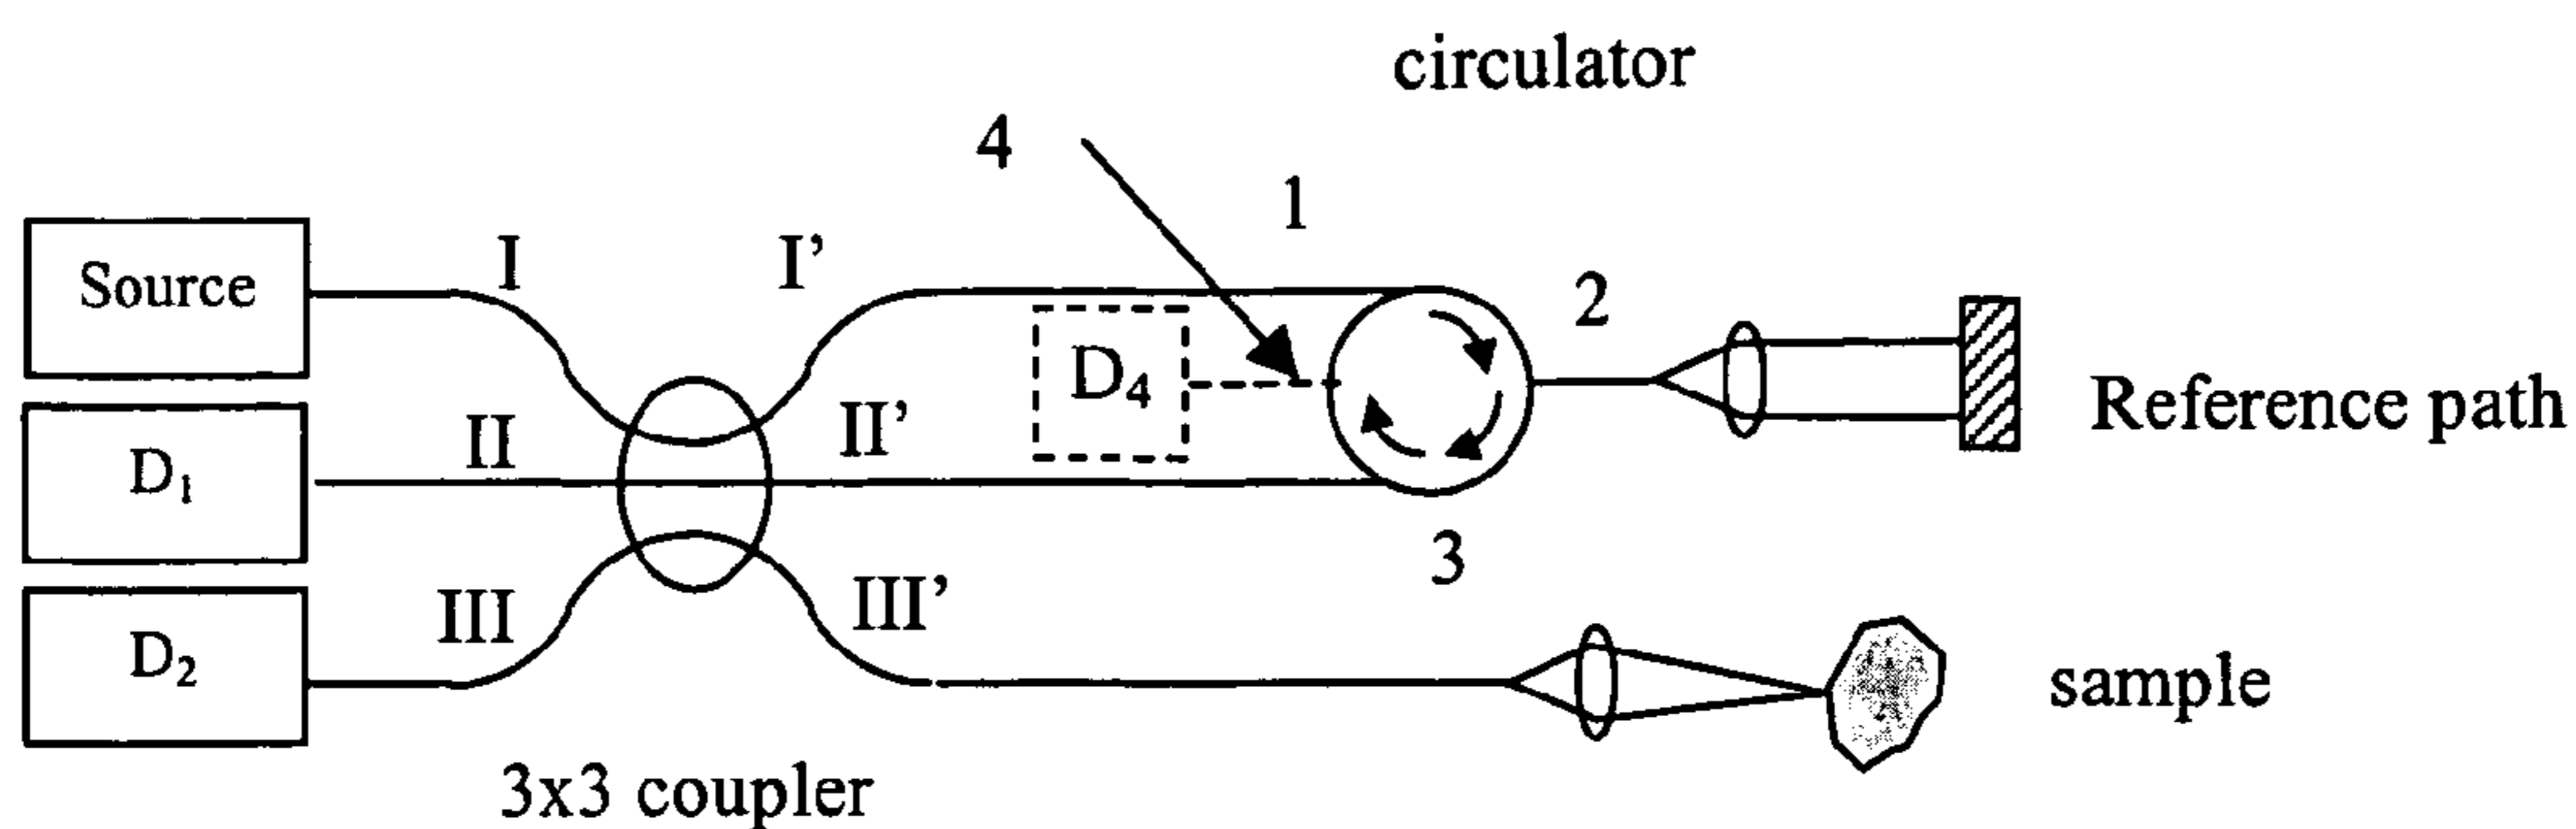 circulator
4
1
Source
I
I’
2
D4
Reference path
D1
II
II’
3
D2
III
III’
sample
3x3 coupler